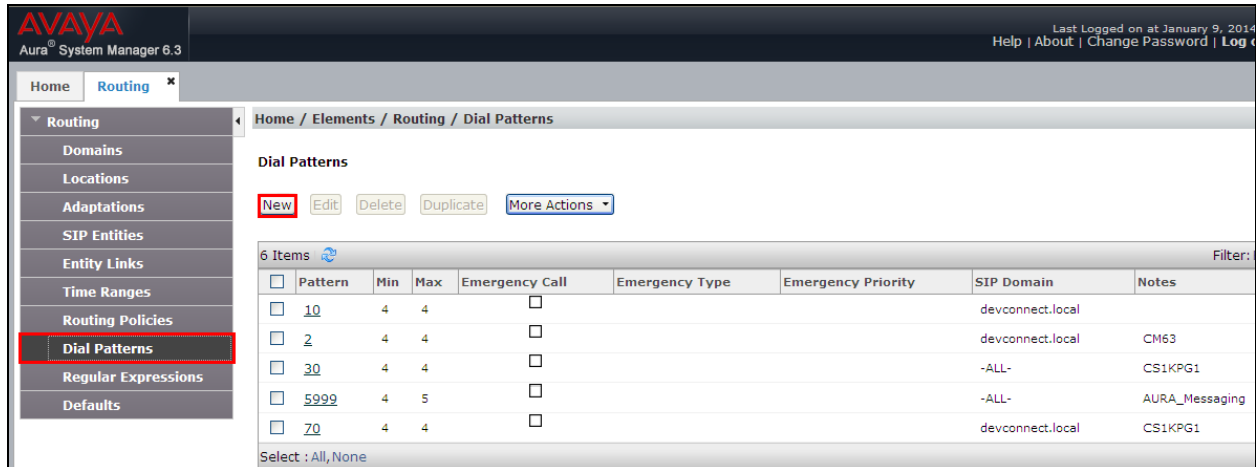 AVAYA
Aura® System Manager 6.3
Last Logged on at January 9, 2014
Help | About | Change Password | Log
Home Routing ×
Routing
Domains
Locations
Adaptations
SIP Entities
Entity Links
Time Ranges
Routing Policies
Dial Patterns
Regular Expressions
Defaults
Home / Elements / Routing / Dial Patterns
Dial Patterns
New Edit Delete Duplicate More Actions
6 Items Filter:
Pattern Min Max Emergency Call Emergency Type Emergency Priority SIP Domain Notes
10 4 4 devconnect.local
2 4 4 devconnect.local CM63
30 4 4 -ALL- CS1KPG1
5999 4 5 -ALL- AURA_Messaging
70 4 4 devconnect.local CS1KPG1
Select : All, None